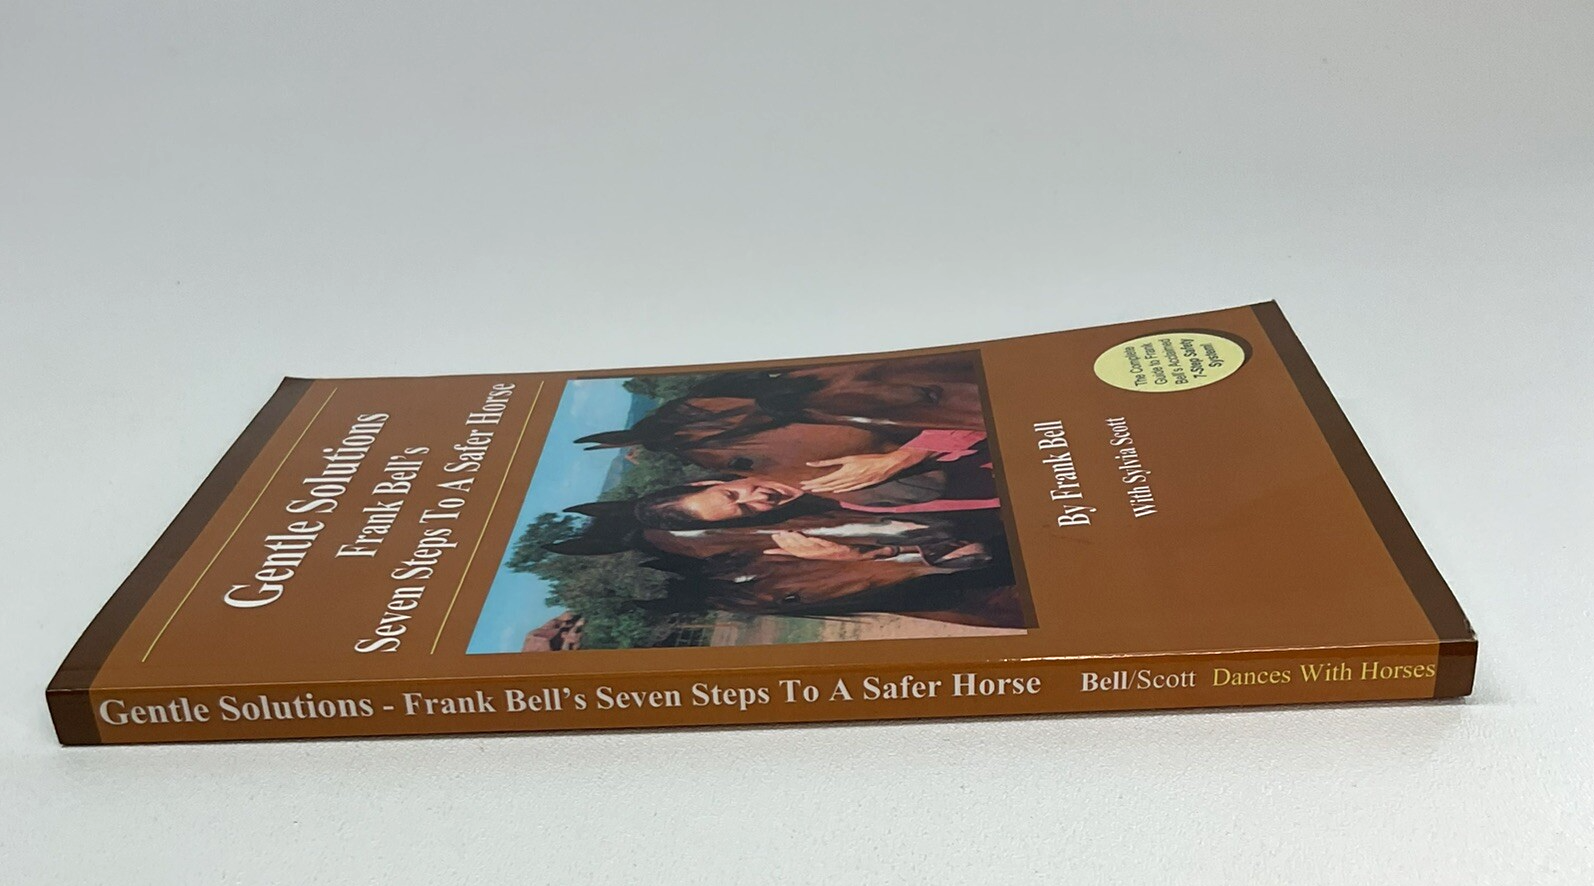 Gentle Solutions
Frank Bell's
Seven Steps To A Safer Horse
The Complete
Guide to Frank
Bell's Acclaimed
7-Step Safety
System!
By Frank Bell
With Sylvia Scott
Gentle Solutions - Frank Bell's Seven Steps To A Safer Horse Bell/Scott Dances With Horses